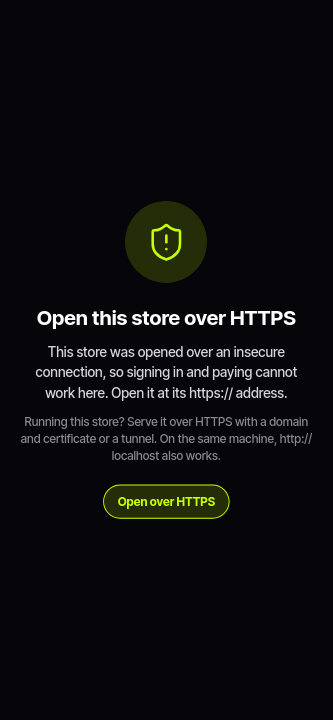 Open this store over HTTPS
This store was opened over an insecure
connection, so signing in and paying cannot
work here. Open it at its https:// address.
Running this store? Serve it over HTTPS with a domain
and certificate or a tunnel. On the same machine, http://
localhost also works.
Open over HTTPS